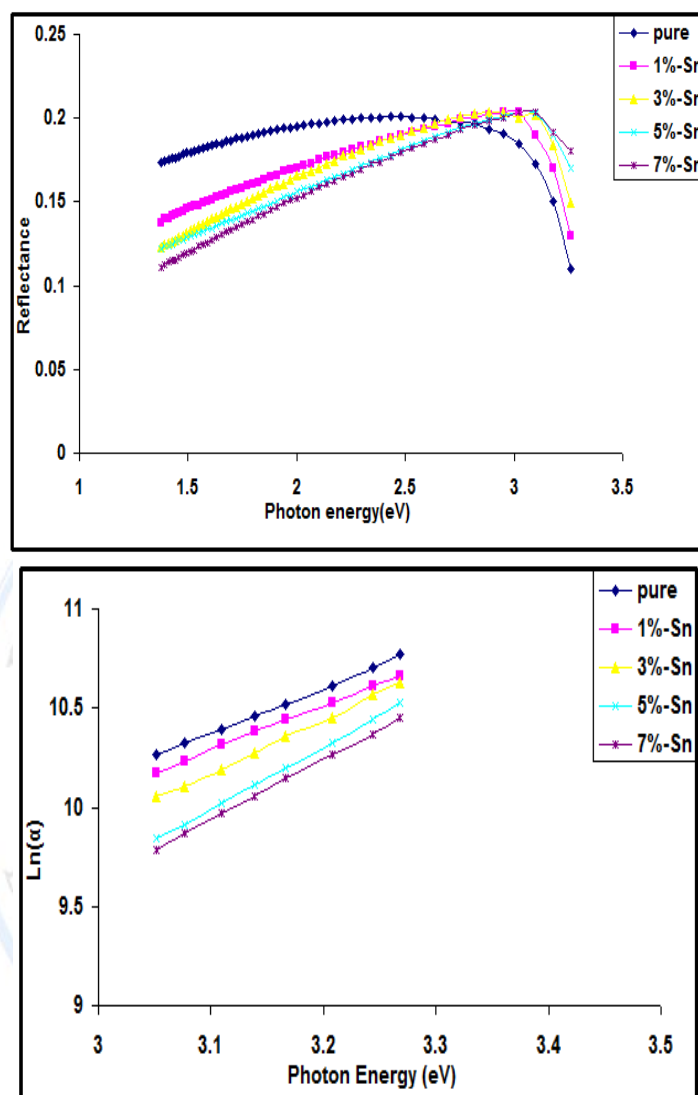 0.25
0.2
0.15
0.1
0.05
0
Reflectance
1
1.5
2
2.5
3
3.5
Photon energy(eV)
pure
1%-Sn
3%-Sn
5%-Sn
7%-Sn
11
10.5
10
9.5
9
Ln(α)
3
3.1
3.2
3.3
3.4
3.5
Photon Energy (eV)
pure
1%-Sn
3%-Sn
5%-Sn
7%-Sn